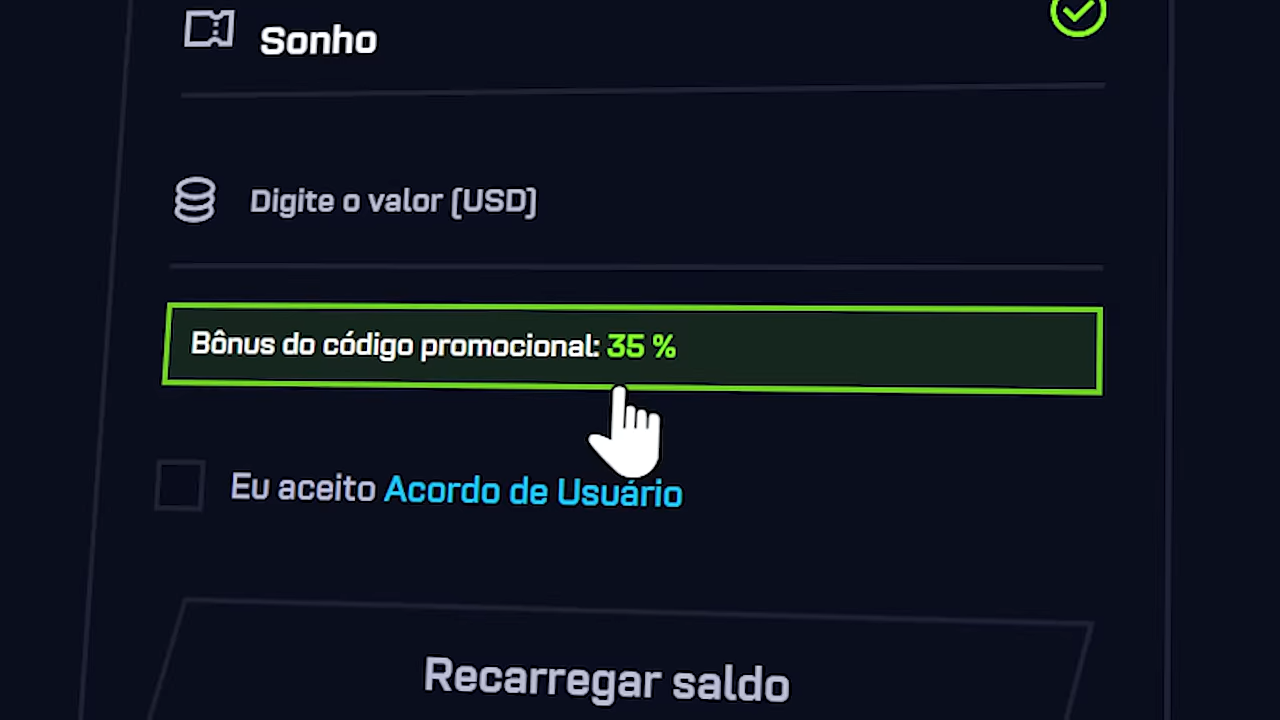 Sonho
Digite o valor (USD)
Bônus do código promocional: 35 %
Eu aceito Acordo de Usuário
Recarregar saldo